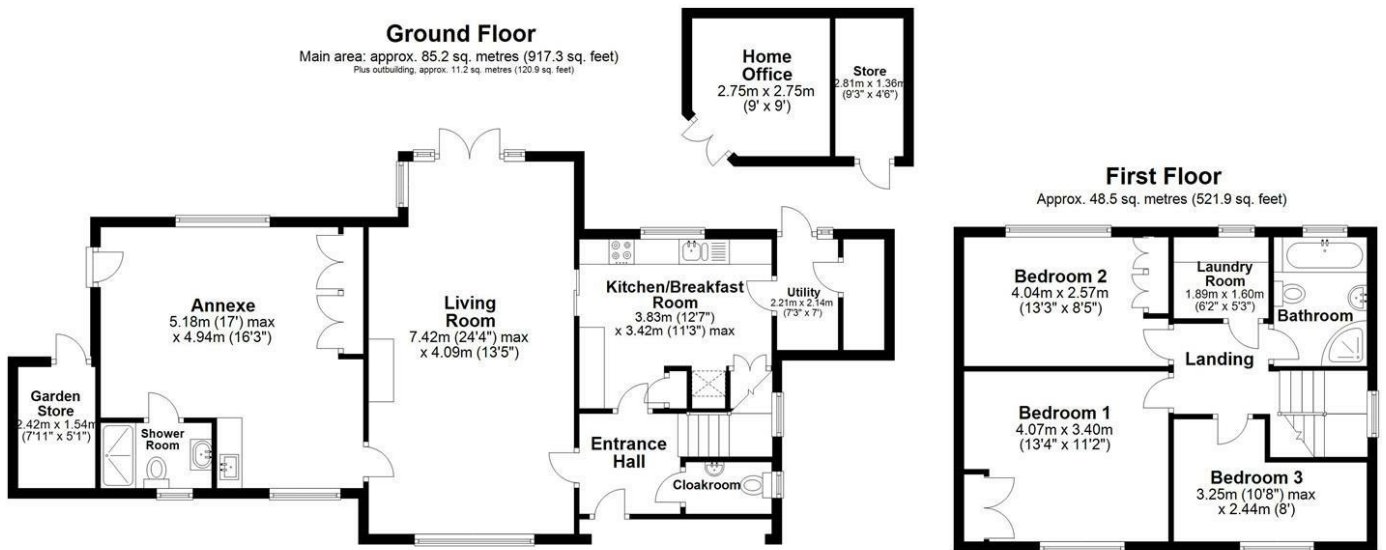 Ground Floor
Main area: approx. 85.2 sq. metres (917.3 sq. feet)
Plus outbuilding, approx. 11.2 sq. metres (120.9 sq. feet)
Home
Office
2.75m x 2.75m
(9' x 9')
Store
2.81m x 1.36m
(9'3" x 4'6")
Annexe
5.18m (17') max
x 4.94m (16'3")
Living
Room
7.42m (24'4") max
x 4.09m (13'5")
Kitchen/Breakfast
Room
3.83m (12'7")
x 3.42m (11'3") max
Utility
2.21m x 2.14m
(7'3" x 7')
Garden
Store
2.42m x 1.54m
(7'11" x 5'1")
Shower
Room
Entrance
Hall
Cloakroom
First Floor
Approx. 48.5 sq. metres (521.9 sq. feet)
Bedroom 2
4.04m x 2.57m
(13'3" x 8'5")
Laundry
Room
1.89m x 1.60m
(6'2" x 5'3")
Bathroom
Landing
Bedroom 1
4.07m x 3.40m
(13'4" x 11'2")
Bedroom 3
3.25m (10'8") max
x 2.44m (8')